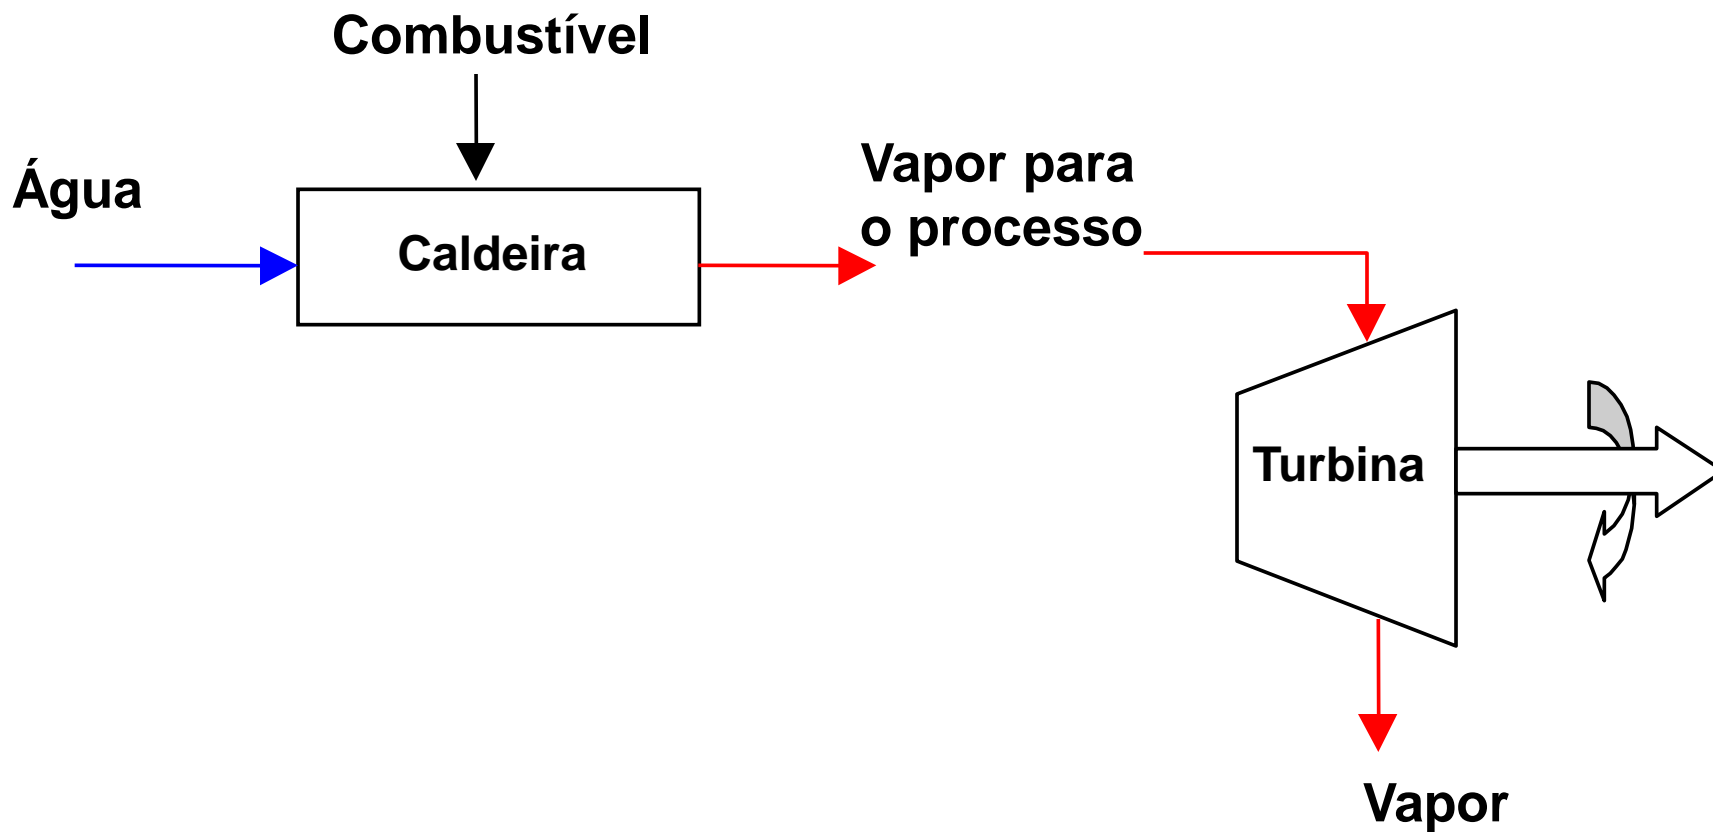 Combustível
Água
Caldeira
Vapor para
o processo
Turbina
Vapor